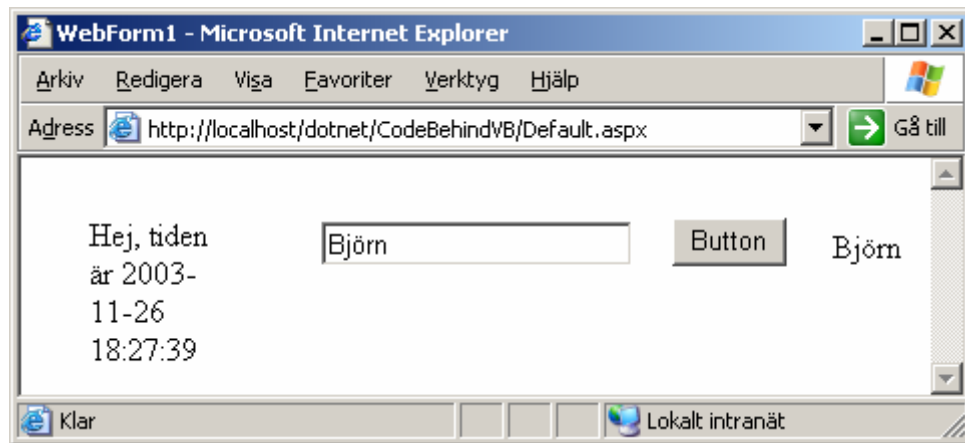 WebForm1 - Microsoft Internet Explorer
Arkiv Redigera Visa Favoriter Verktyg Hjälp
Adress http://localhost/dotnet/CodeBehindVB/Default.aspx Gå till
Hej, tiden
är 2003-
11-26
18:27:39
Björn
Button
Björn
Klar Lokalt intranät